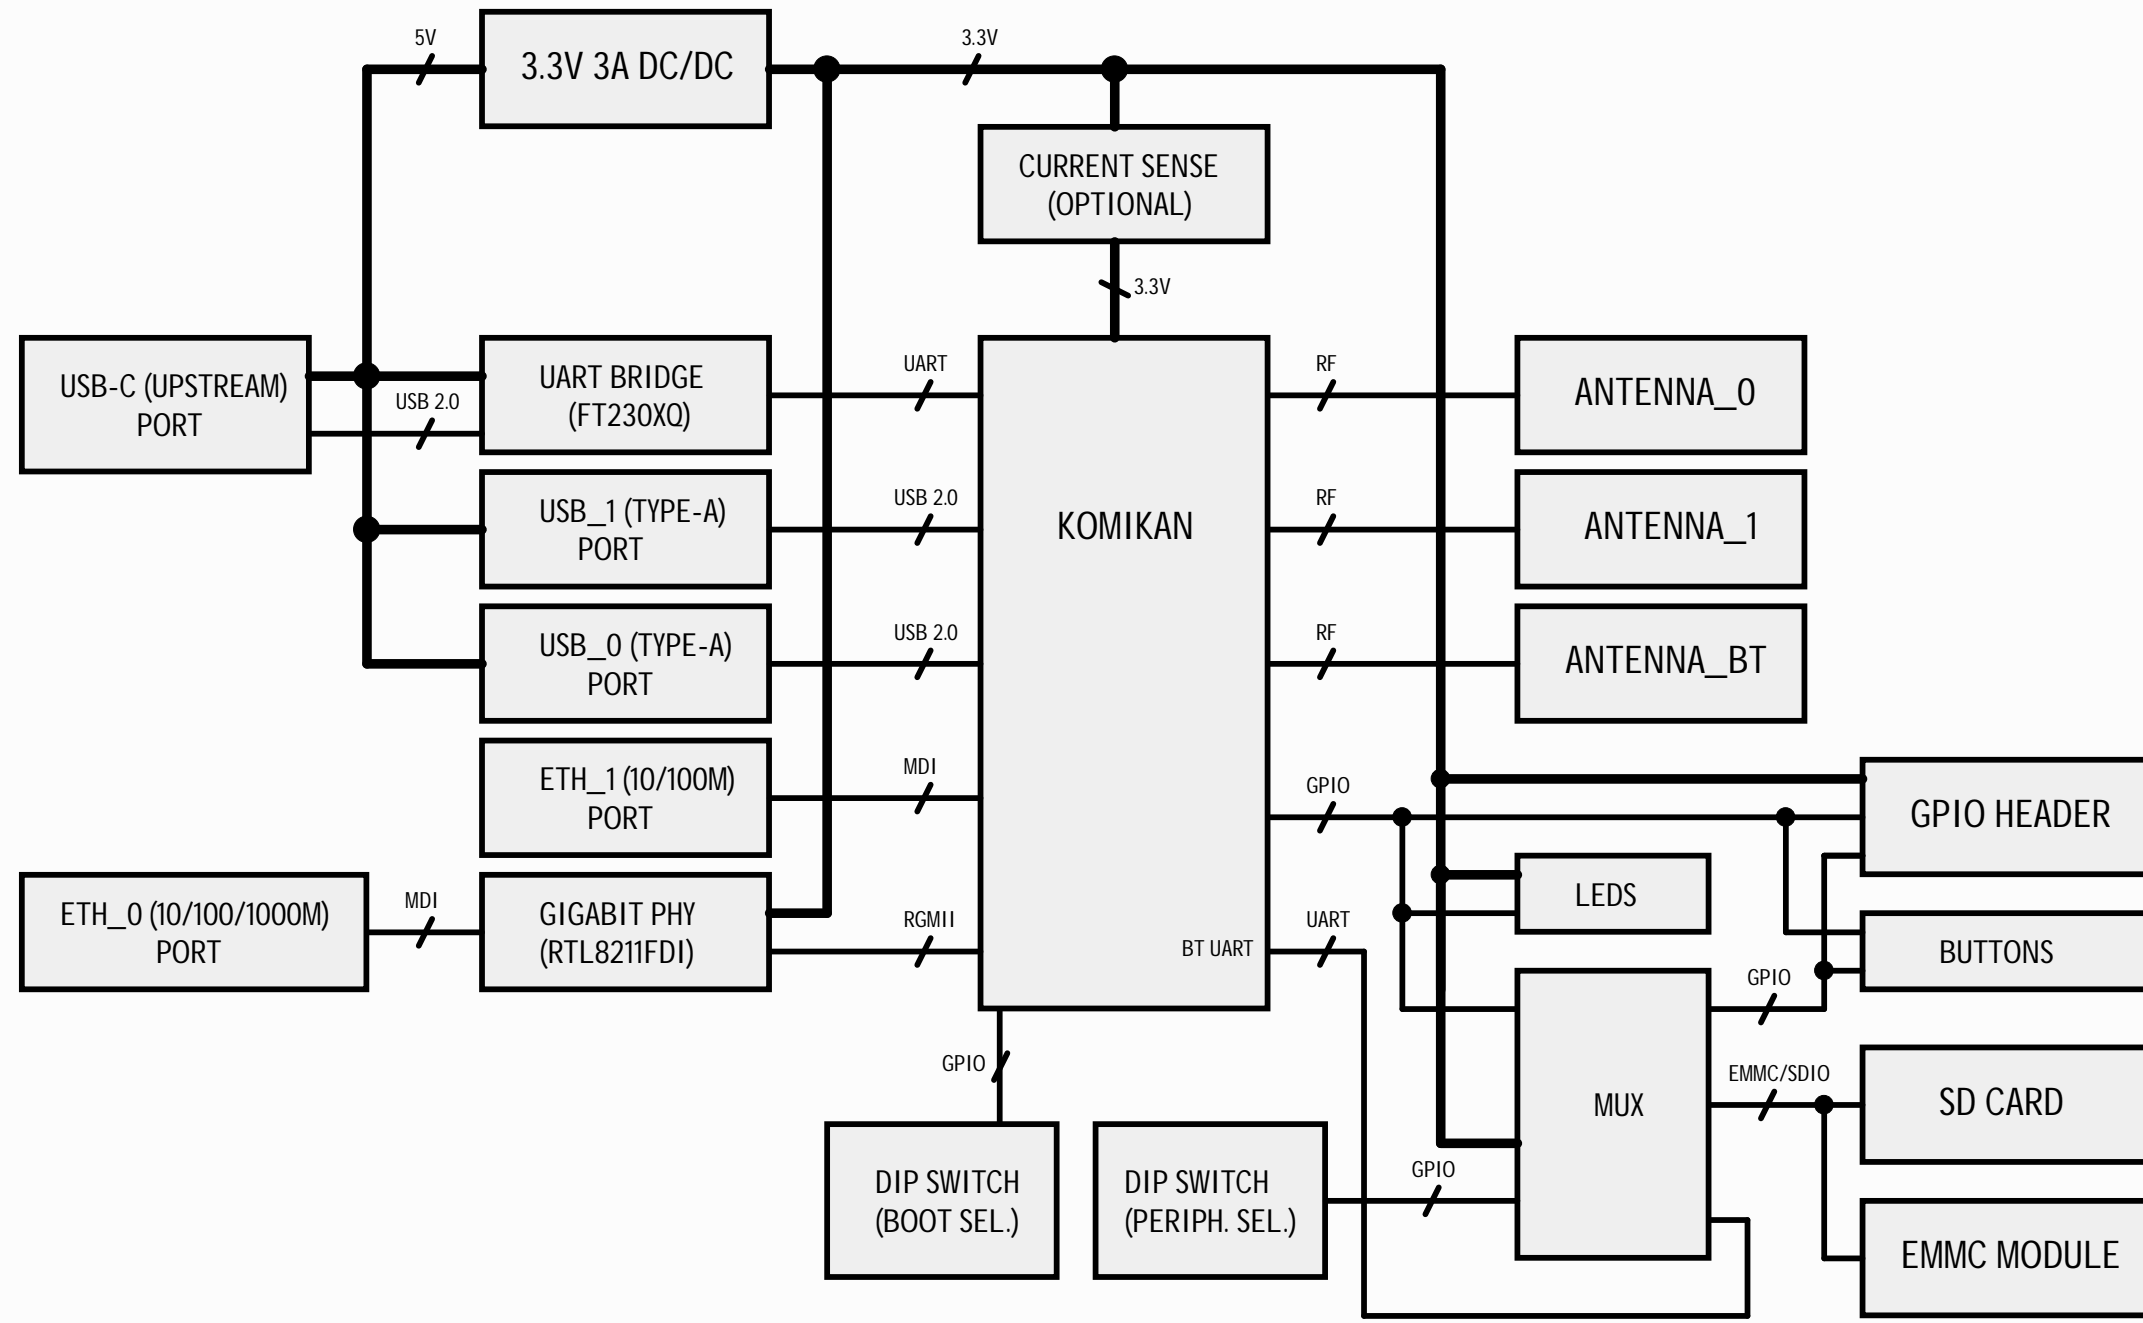 5V
3.3V 3A DC/DC
3.3V
CURRENT SENSE
(OPTIONAL)
3.3V
USB-C (UPSTREAM)
PORT
USB 2.0
UART BRIDGE
(FT230XQ)
UART
KOMIKAN
RF
ANTENNA_0
USB_1 (TYPE-A)
PORT
USB 2.0
RF
ANTENNA_1
USB_0 (TYPE-A)
PORT
USB 2.0
RF
ANTENNA_BT
ETH_1 (10/100M)
PORT
MDI
GPIO
GPIO HEADER
LEDS
ETH_0 (10/100/1000M)
PORT
MDI
GIGABIT PHY
(RTL8211FDI)
RGMII
BT UART
UART
BUTTONS
GPIO
GPIO
MUX
EMMC/SDIO
SD CARD
DIP SWITCH
(BOOT SEL.)
DIP SWITCH
(PERIPH. SEL.)
GPIO
EMMC MODULE